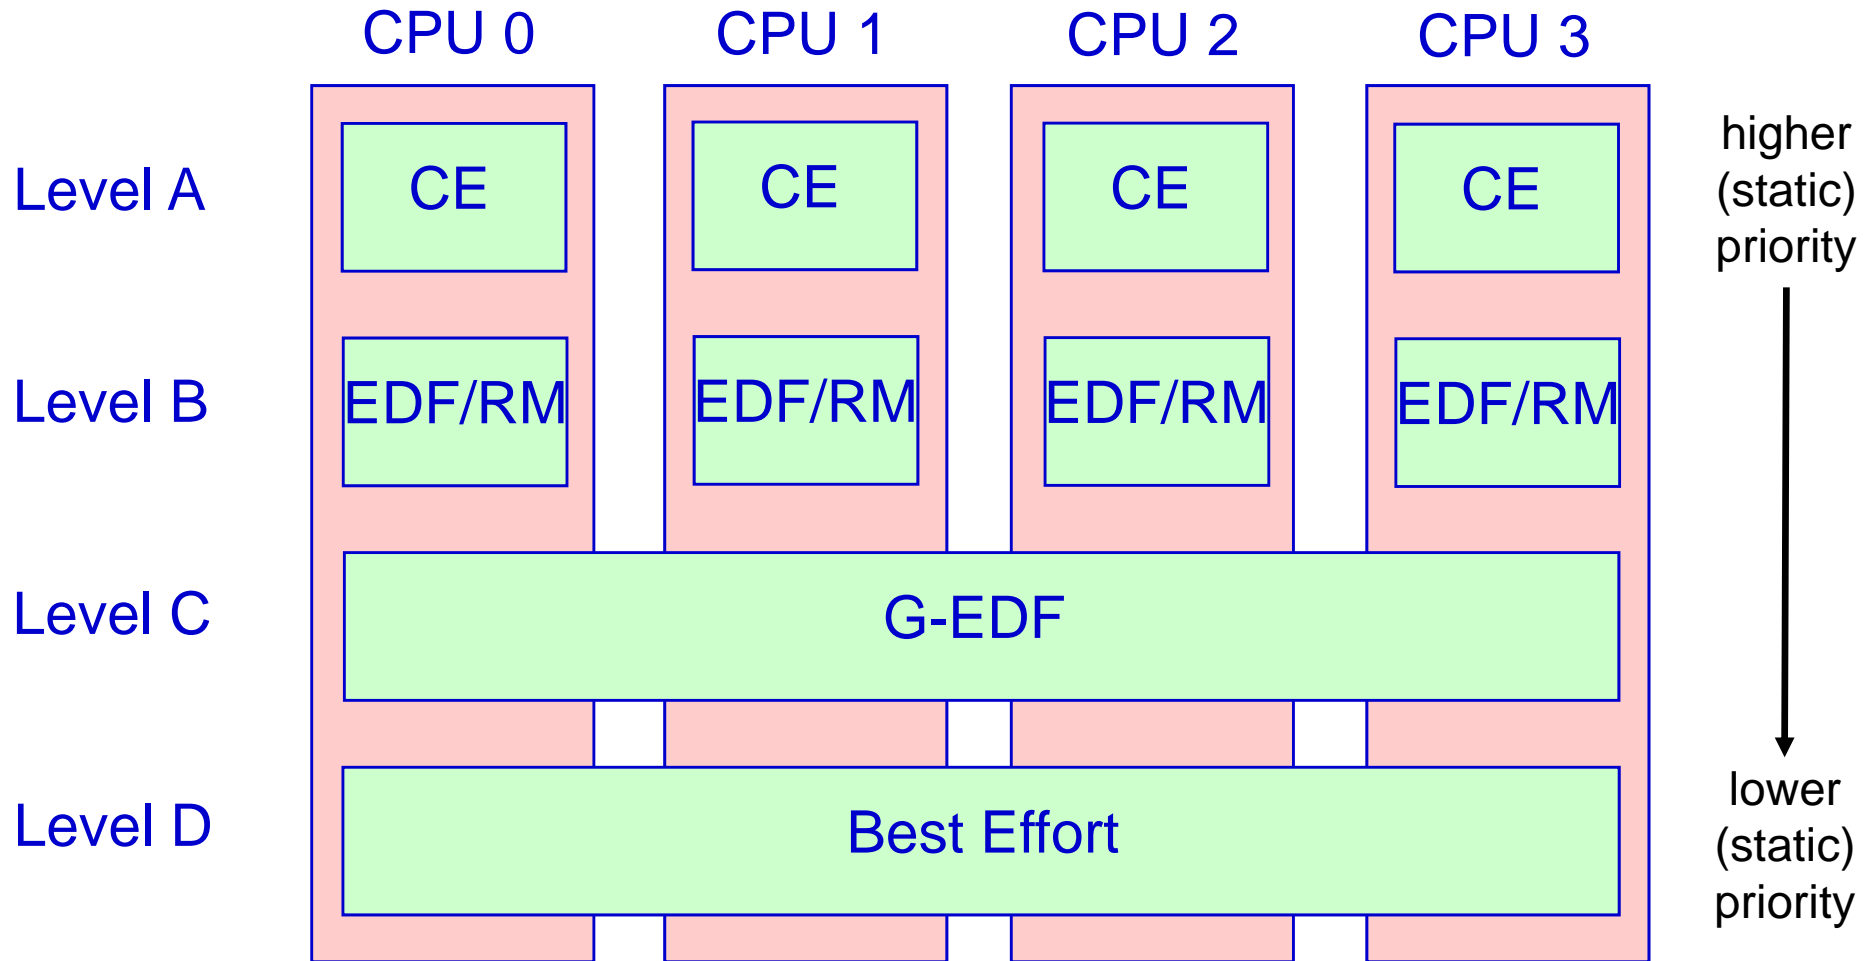 CPU 0 CPU 1 CPU 2 CPU 3
higher
(static)
priority
Level A CE CE CE CE
Level B EDF/RM EDF/RM EDF/RM EDF/RM
Level C G-EDF
Level D Best Effort
lower
(static)
priority